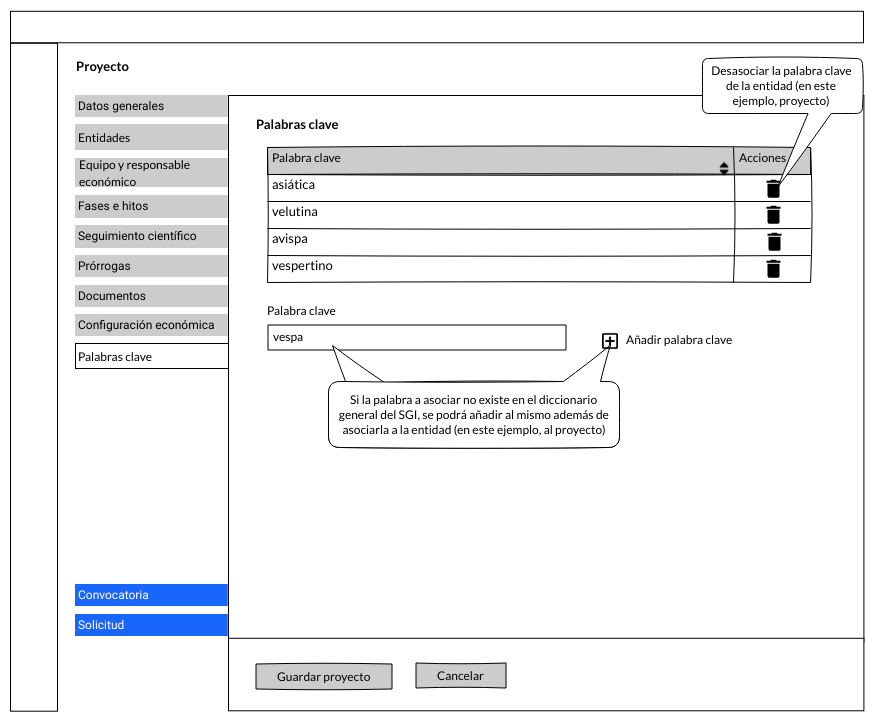 Proyecto
Datos generales
Entidades
Equipo y responsable
económico
Fases e hitos
Seguimiento científico
Prórrogas
Documentos
Configuración económica
Palabras clave
Convocatoria
Solicitud
Desasociar la palabra clave
de la entidad (en este
ejemplo, proyecto)
Palabras clave
Palabra clave Acciones
asiática
velutina
avispa
vespertino
Palabra clave
vespa
Añadir palabra clave
Si la palabra a asociar no existe en el diccionario
general del SGI, se podrá añadir al mismo además de
asociarla a la entidad (en este ejemplo, al proyecto)
Guardar proyecto
Cancelar